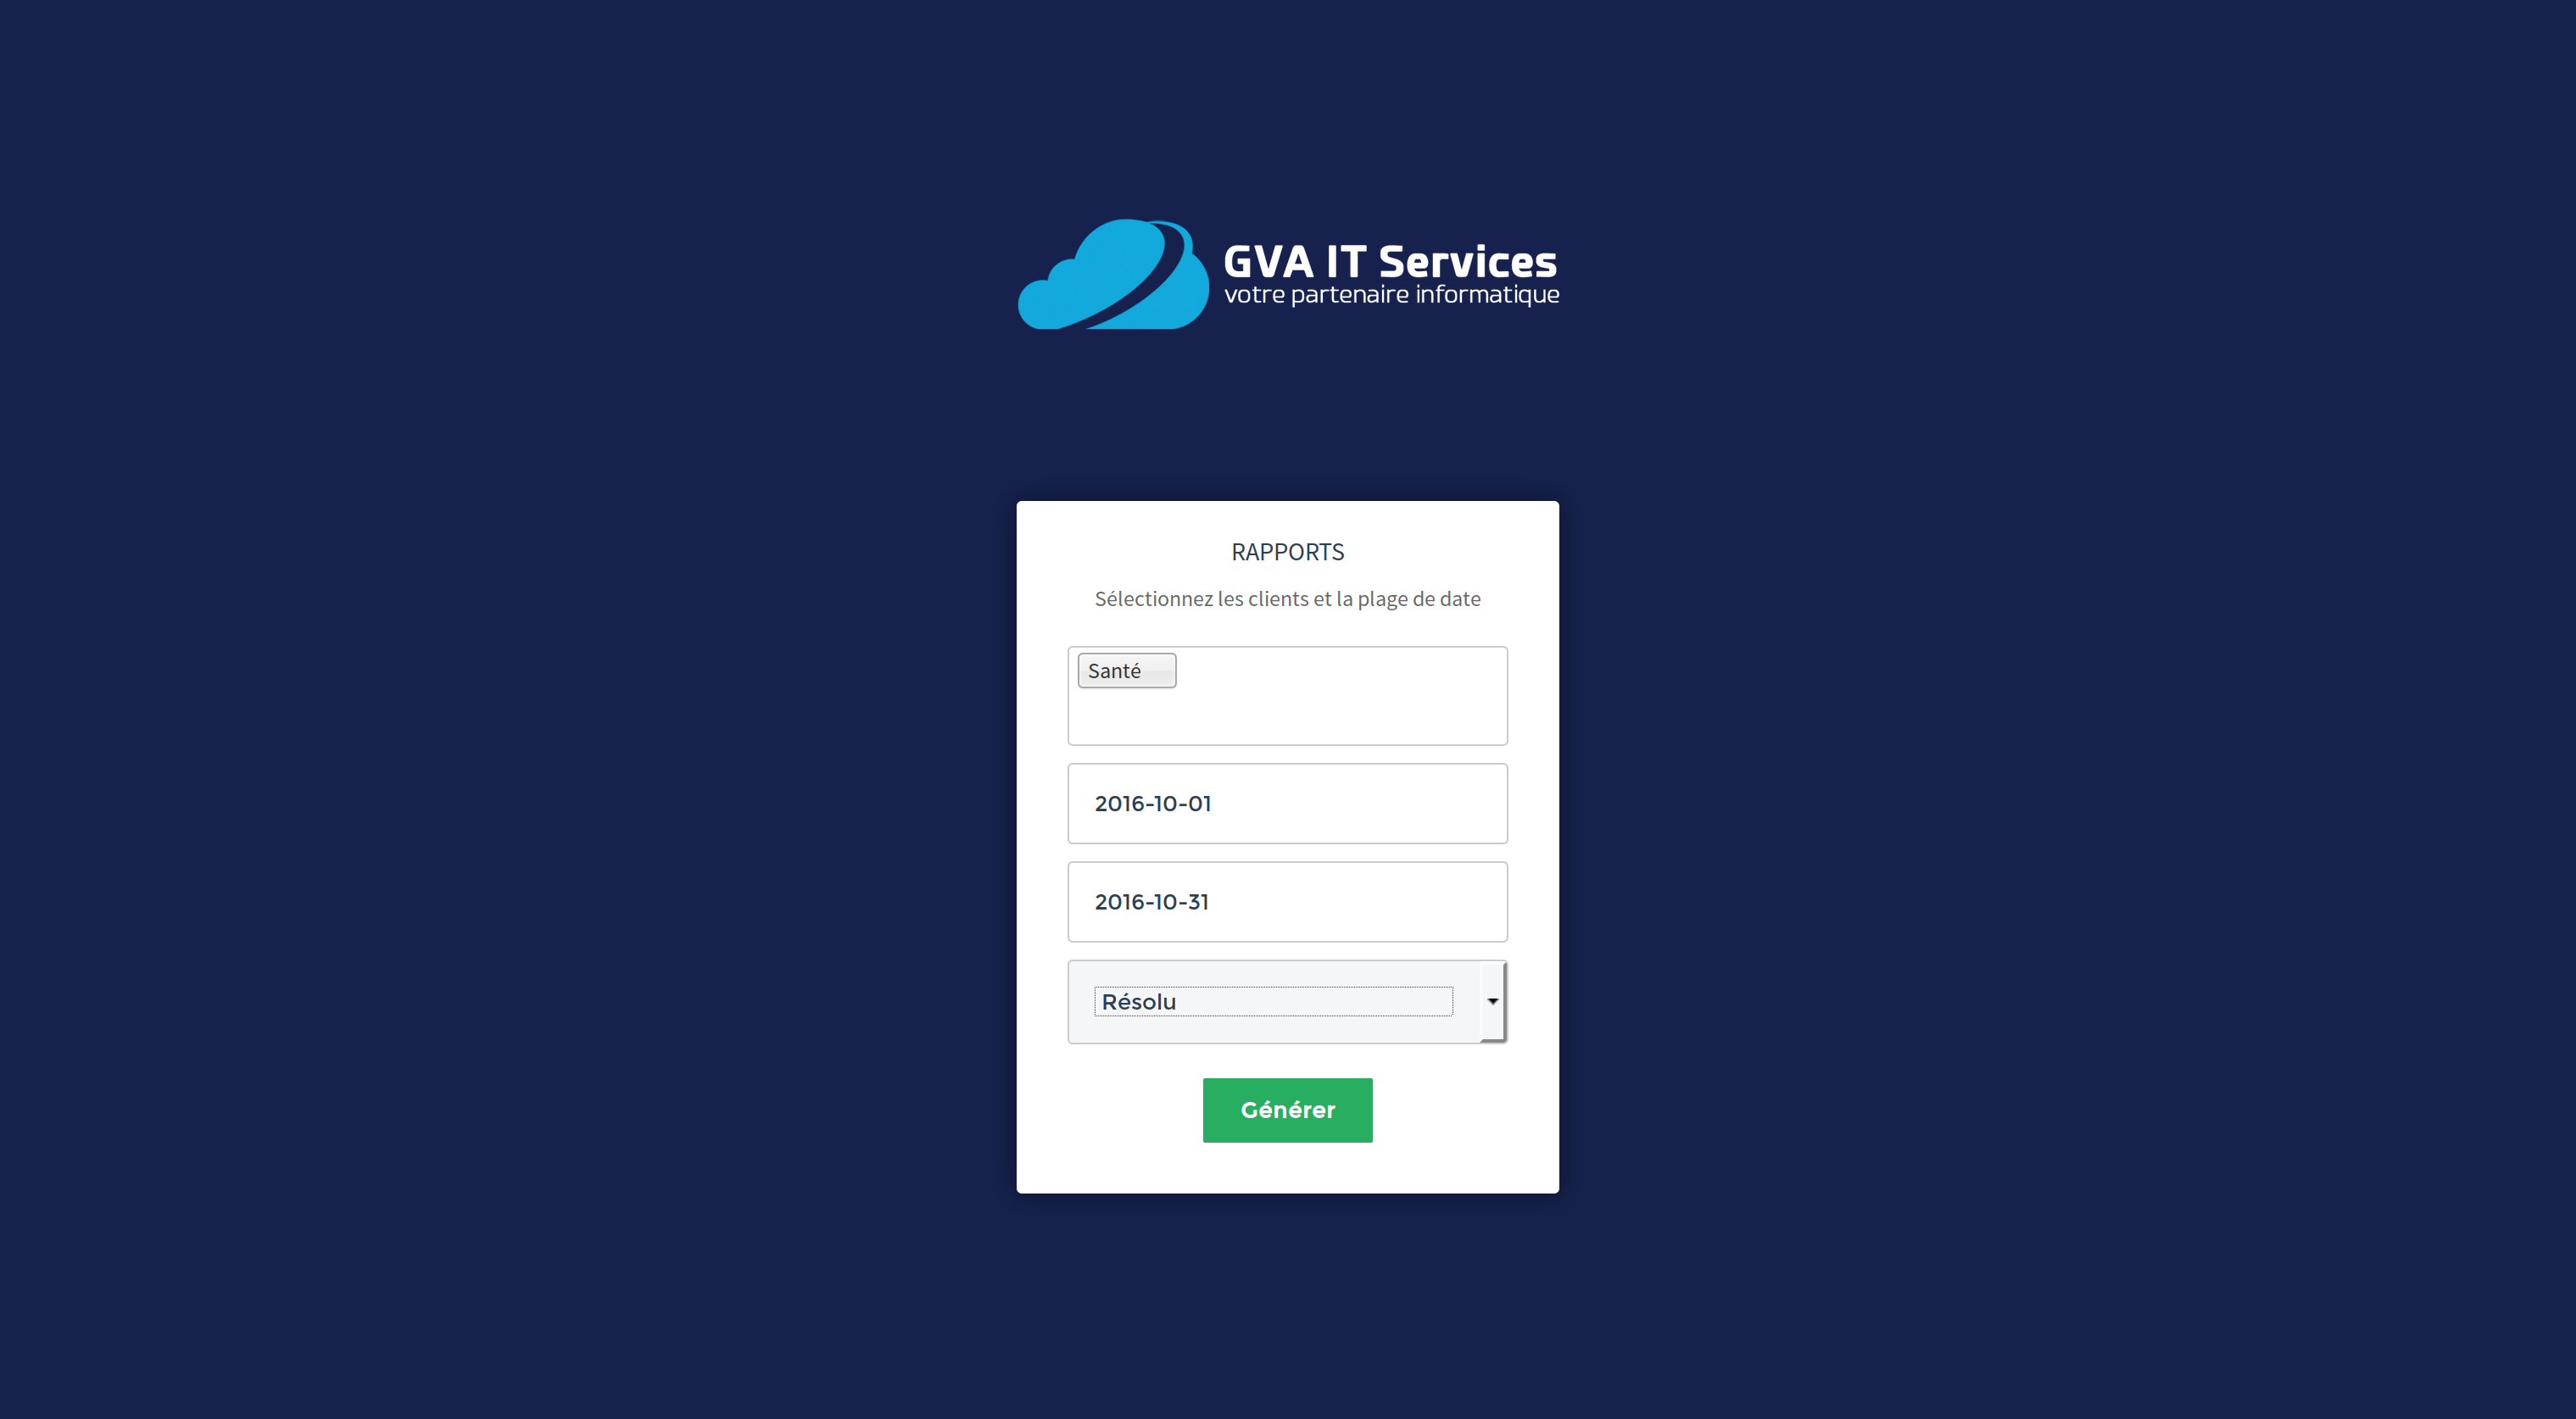 GVA IT Services
votre partenaire informatique
RAPPORTS
Sélectionnez les clients et la plage de date
Santé
2016-10-01
2016-10-31
Résolu
Générer